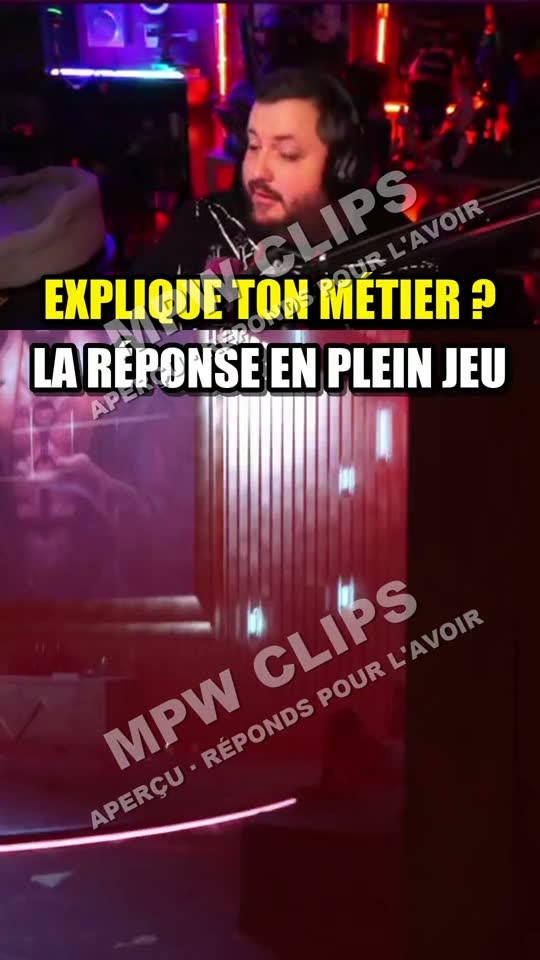 EXPLIQUE TON MÉTIER ?
LA RÉPONSE EN PLEIN JEU
MPW CLIPS
APERÇU · RÉPONDS POUR L'AVOIR
MPW CLIPS
APERÇU · RÉPONDS POUR L'AVOIR